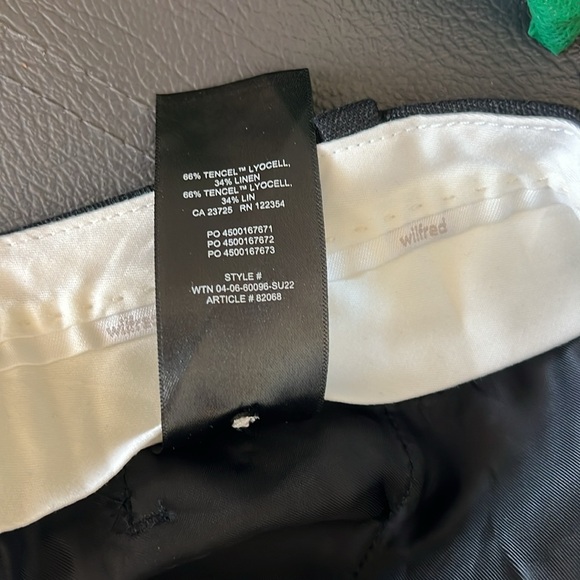 66% TENCEL™ LYOCELL,
34% LINEN
66% TENCEL™ LYOCELL,
34% LIN
CA 23725 RN 122354
PO 4500167671
PO 4500167672
PO 4500167673
STYLE #
WTN 04-06-60096-SU22
ARTICLE # 82068
wilfred
wilfred